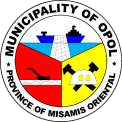 MUNICIPALITY OF OPOL
PROVINCE OF MISAMIS ORIENTAL